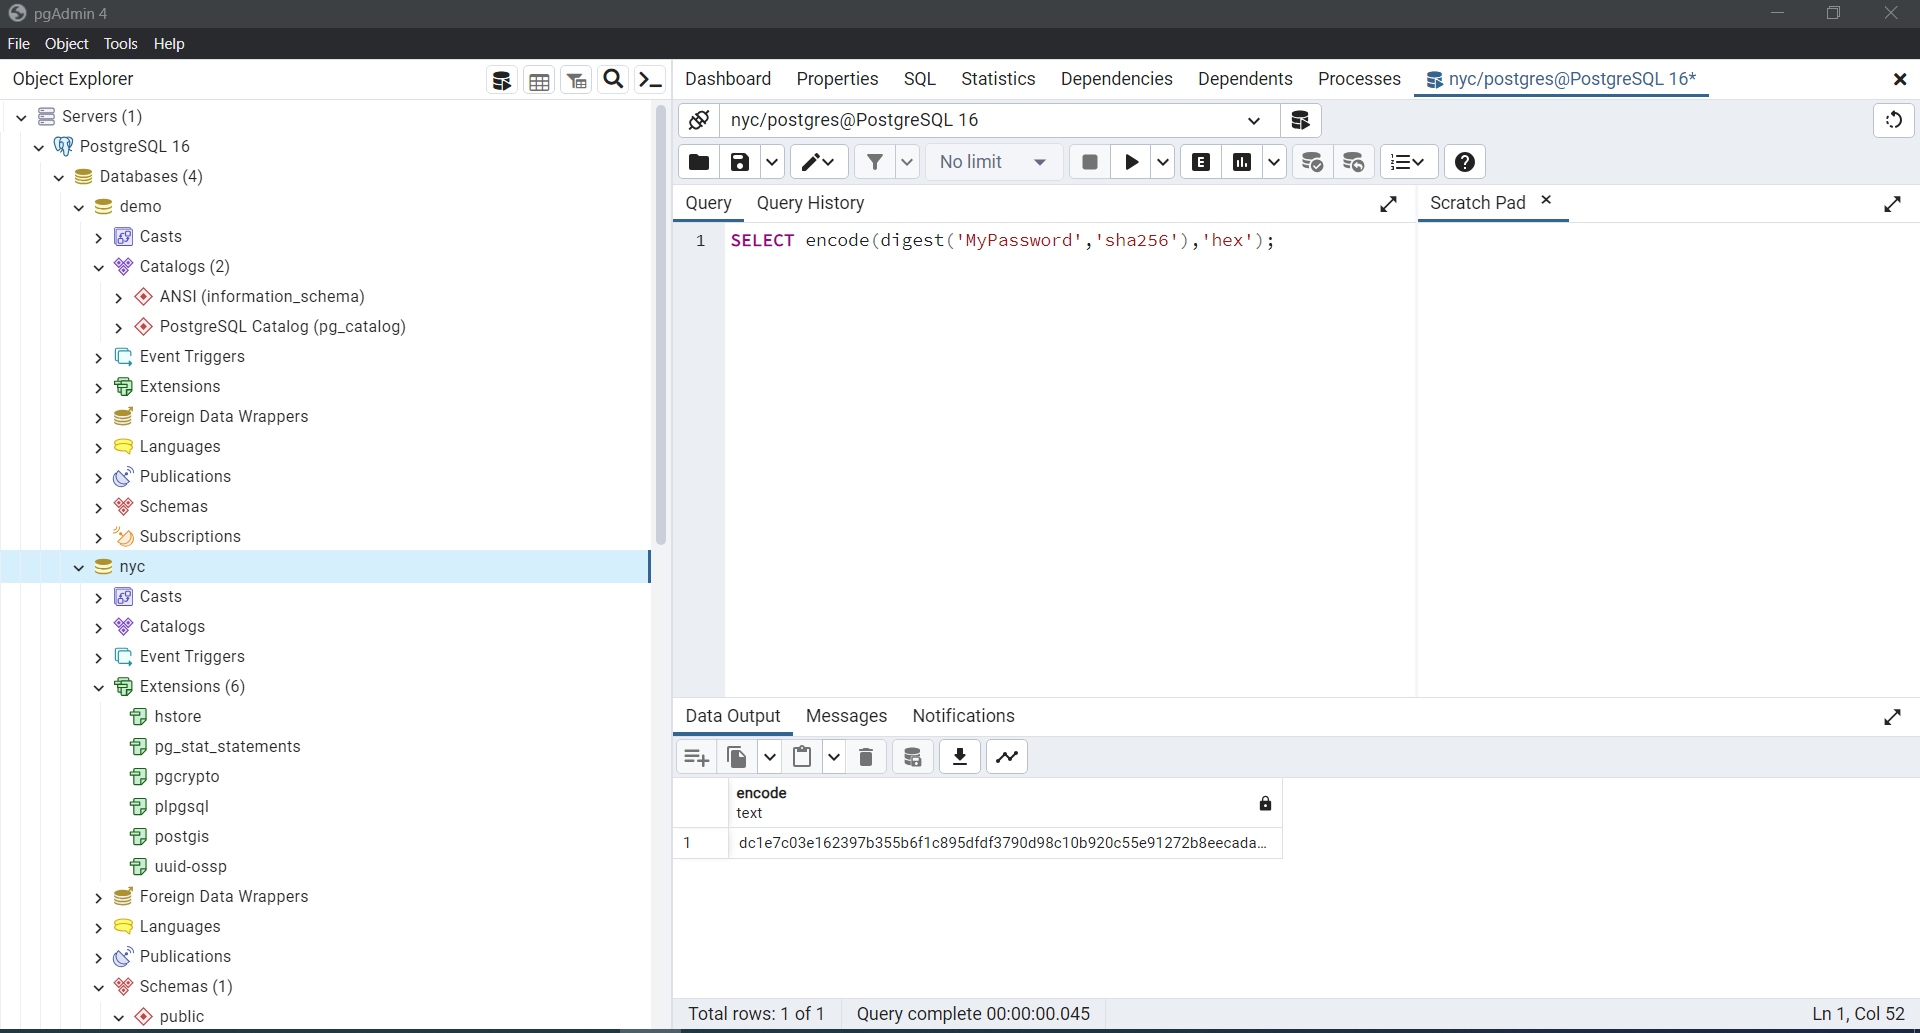 pgAdmin 4
File Object Tools Help
Object Explorer
Servers (1)
PostgreSQL 16
Databases (4)
demo
Casts
Catalogs (2)
ANSI (information_schema)
PostgreSQL Catalog (pg_catalog)
Event Triggers
Extensions
Foreign Data Wrappers
Languages
Publications
Schemas
Subscriptions
nyc
Casts
Catalogs
Event Triggers
Extensions (6)
hstore
pg_stat_statements
pgcrypto
plpgsql
postgis
uuid-ossp
Foreign Data Wrappers
Languages
Publications
Schemas (1)
public
Dashboard Properties SQL Statistics Dependencies Dependents Processes nyc/postgres@PostgreSQL 16*
nyc/postgres@PostgreSQL 16
No limit E
Query Query History
Scratch Pad
1 SELECT encode(digest('MyPassword','sha256'),'hex');
Data Output Messages Notifications
encode
text
1 dc1e7c03e162397b355b6f1c895dfdf3790d98c10b920c55e91272b8eecada...
Total rows: 1 of 1 Query complete 00:00:00.045 Ln 1, Col 52